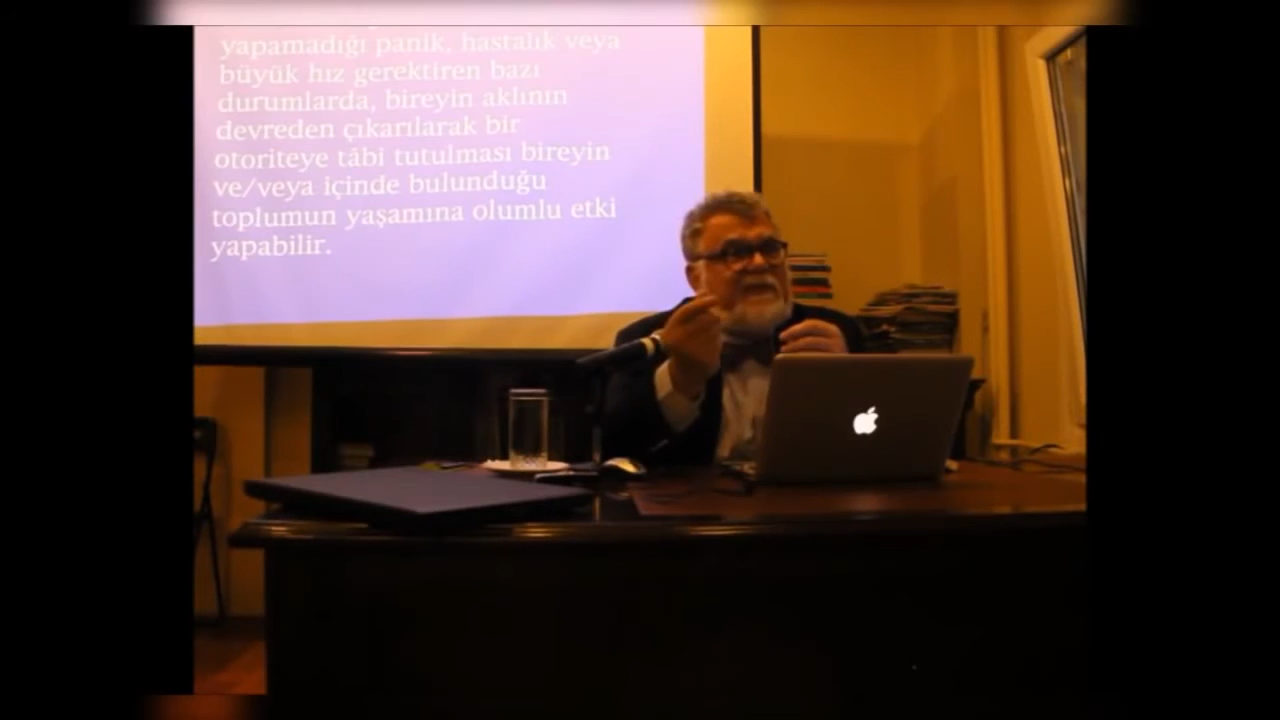 yapamadığı panik, hastalık veya
büyük hız gerektiren bazı
durumlarda, bireyin aklının
devreden çıkarılarak bir
otoriteye tâbi tutulması bireyin
ve/veya içinde bulunduğu
toplumun yaşamına olumlu etki
yapabilir.